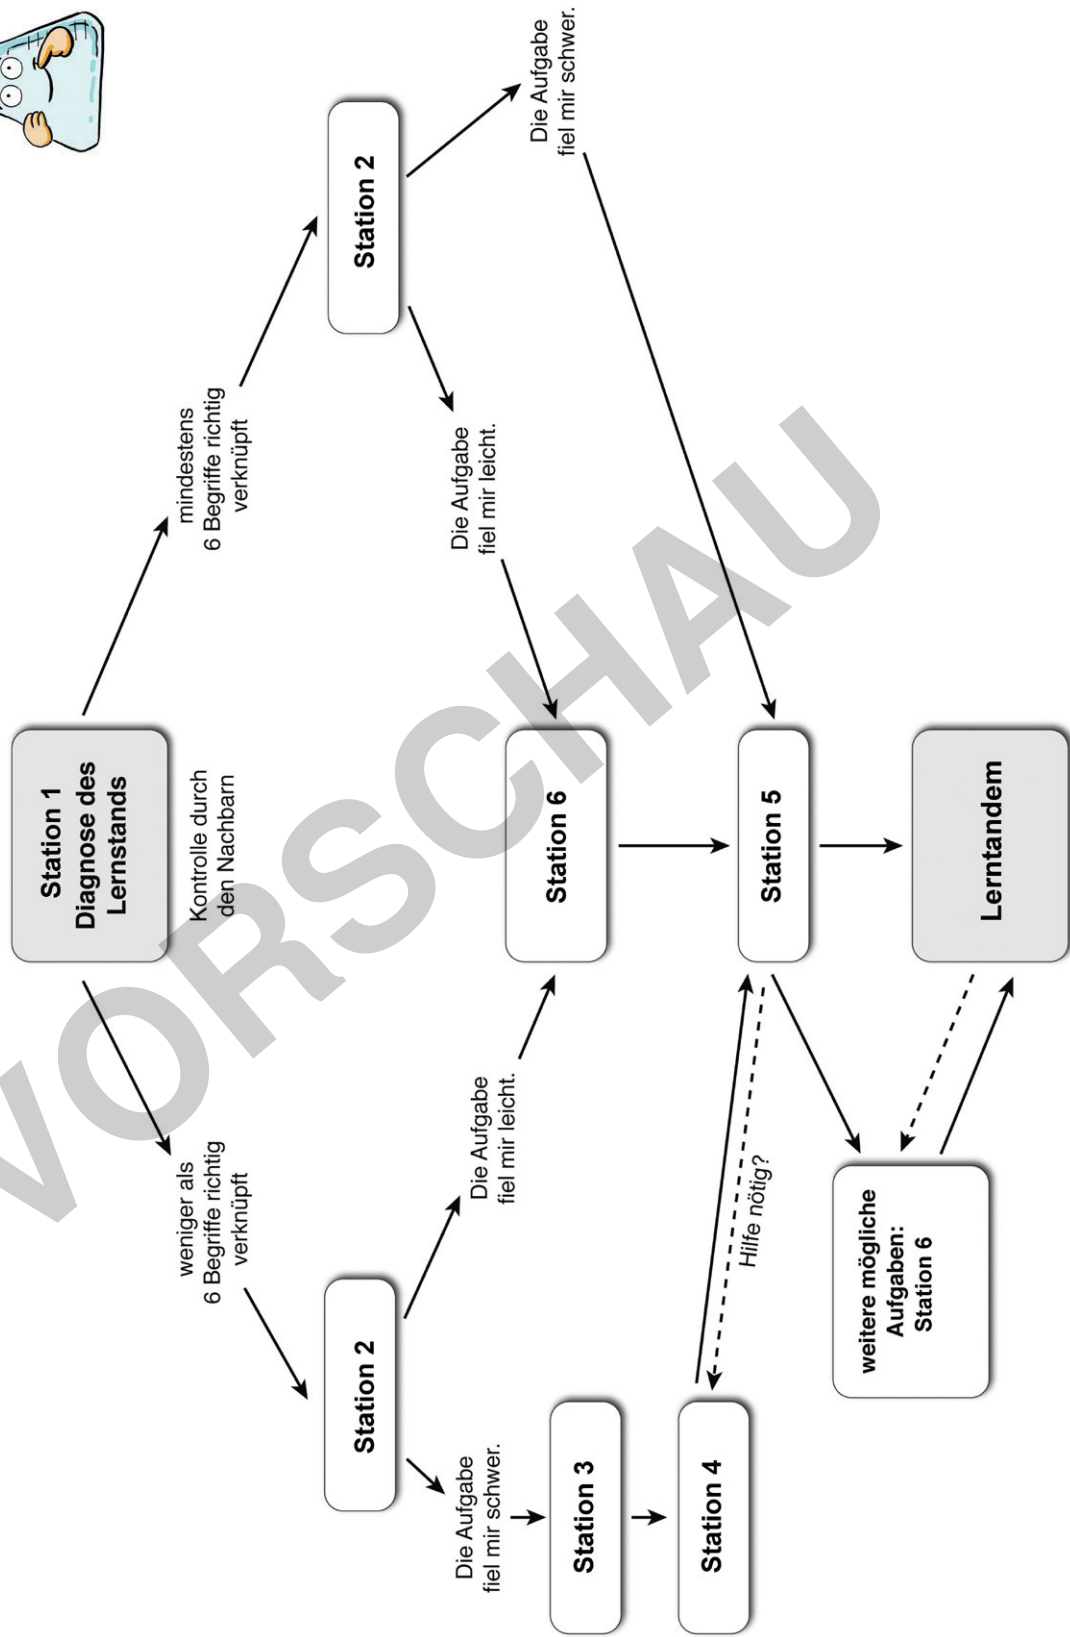 Station 1
Diagnose des
Lernstands
Kontrolle durch
den Nachbarn
weniger als
6 Begriffe richtig
verknüpft
mindestens
6 Begriffe richtig
verknüpft
Station 2
Station 2
Die Aufgabe
fiel mir schwer.
Die Aufgabe
fiel mir leicht.
Die Aufgabe
fiel mir leicht.
Die Aufgabe
fiel mir schwer.
Station 3
Station 6
Station 4
Hilfe nötig?
Station 5
weitere mögliche
Aufgaben:
Station 6
Lerntandem
VORSCHAU